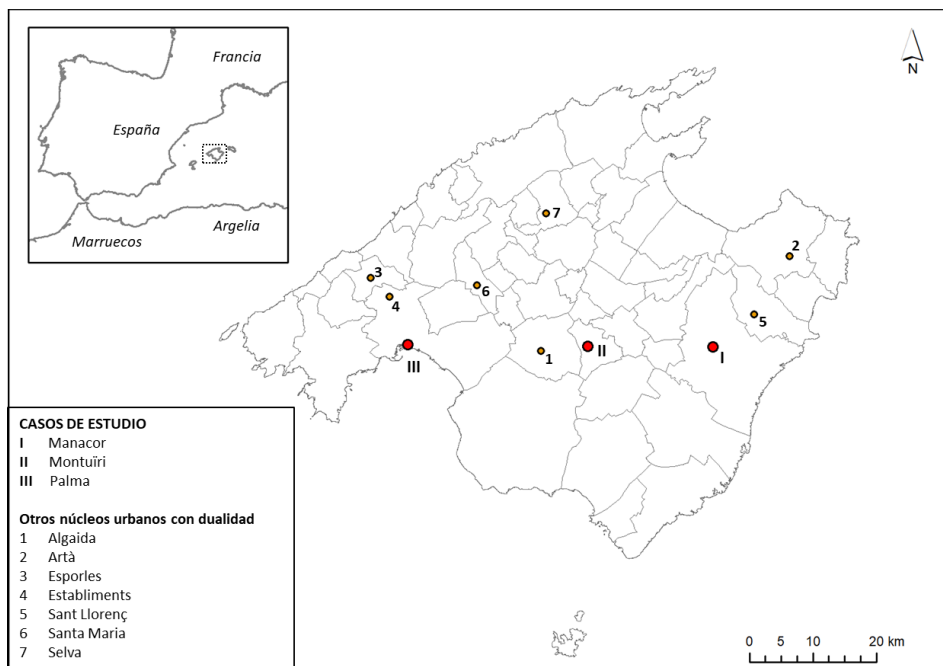 Francia
España
Marruecos
Argelia
N
7
2
3
6
4
5
1
II
I
III
CASOS DE ESTUDIO
I Manacor
II Montuïri
III Palma
Otros núcleos urbanos con dualidad
1 Algaida
2 Artà
3 Esporles
4 Establiments
5 Sant Llorenç
6 Santa Maria
7 Selva
0 5 10 20 km